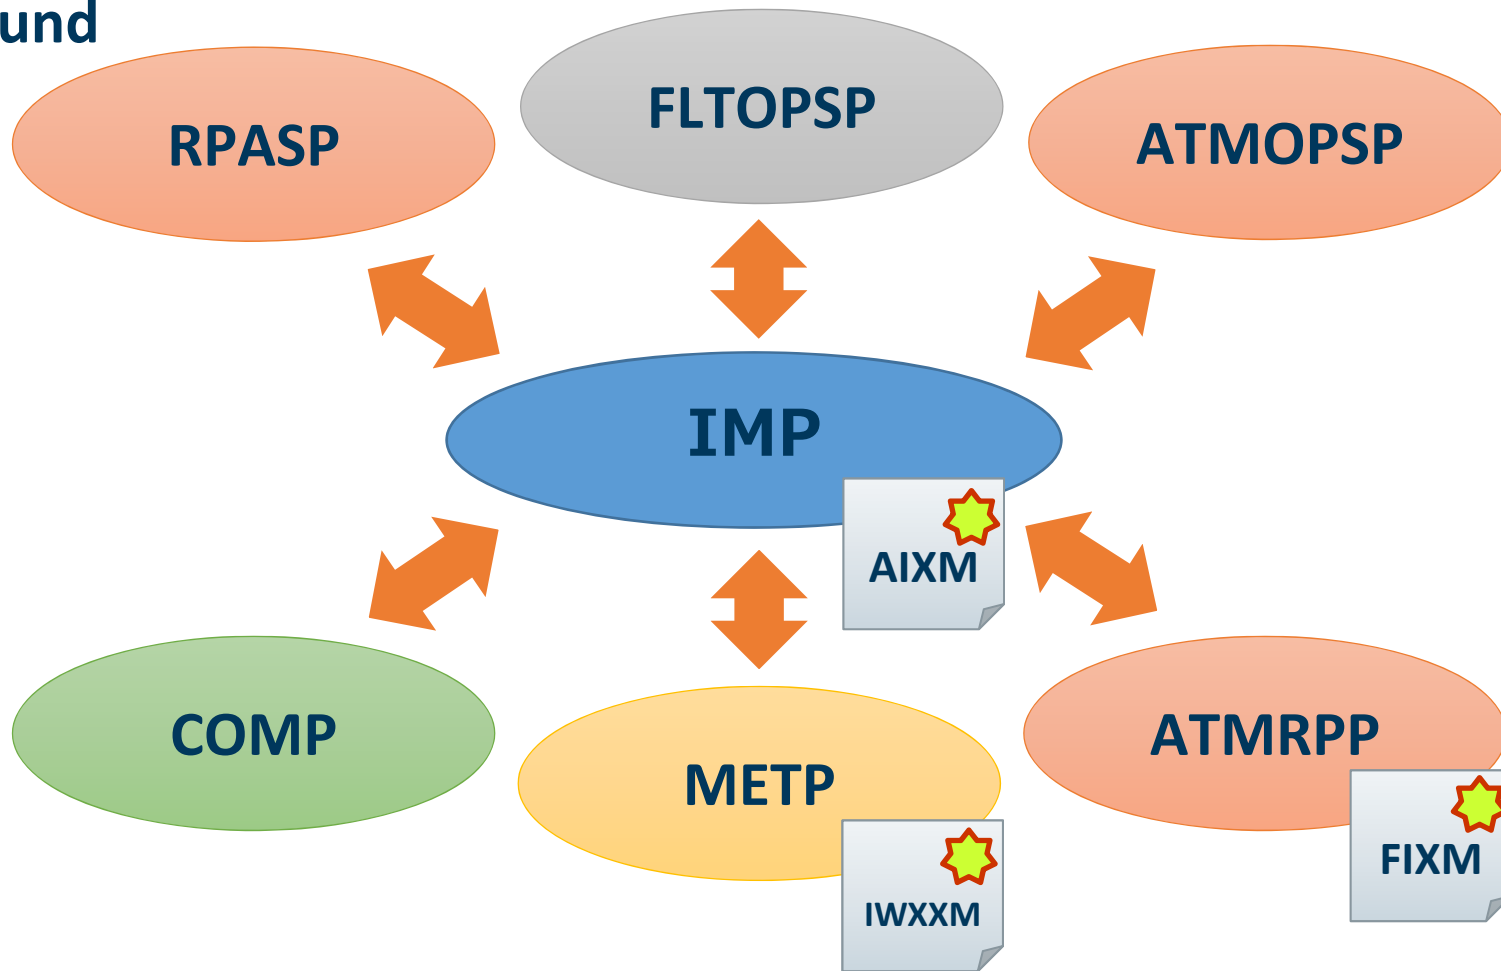 und
RPASP
FLTOPSP
ATMOPSP
IMP
AIXM
COMP
METP
ATMRPP
IWXXM
FIXM